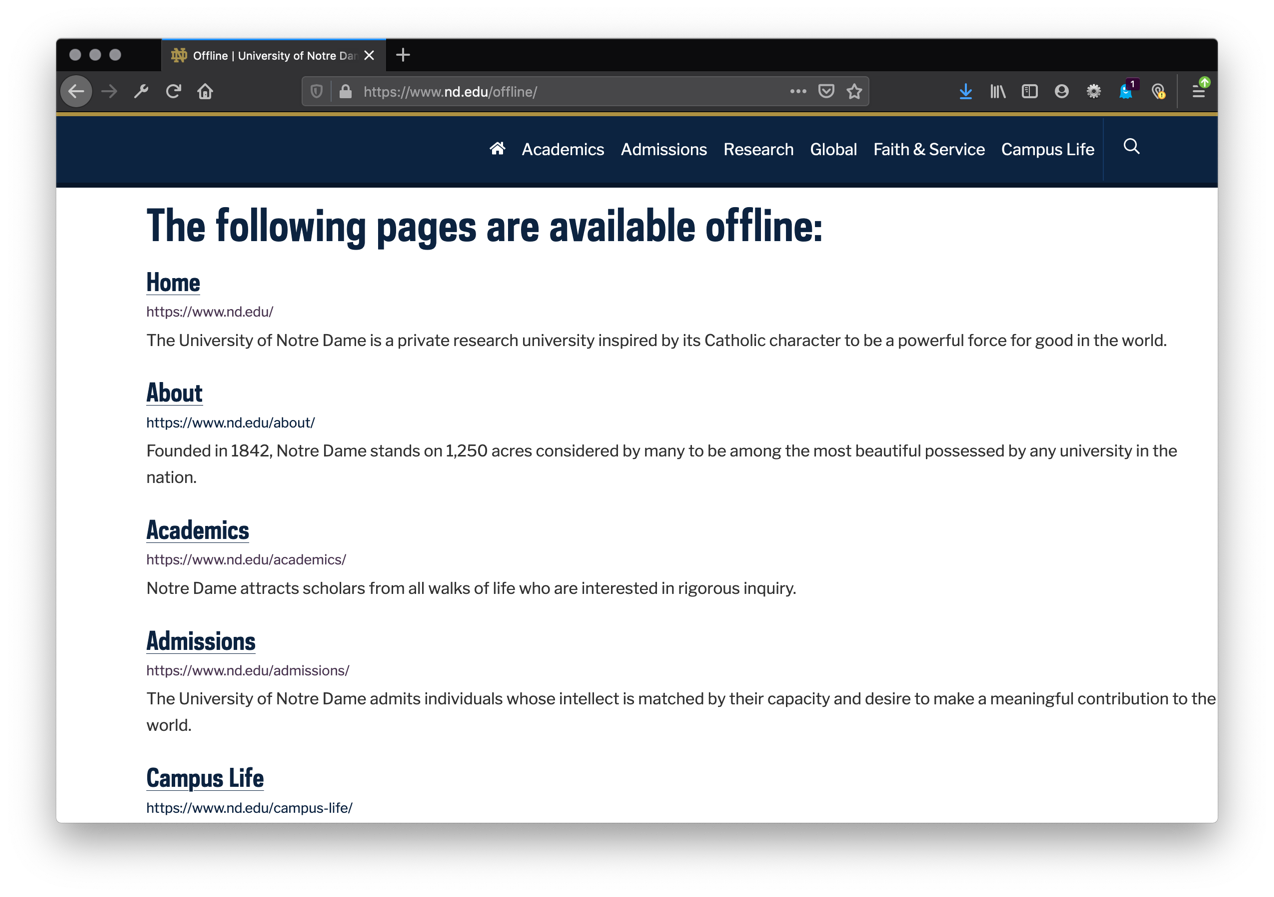 Offline | University of Notre Da
https://www.nd.edu/offline/
1
Academics Admissions Research Global Faith & Service Campus Life
The following pages are available offline:
Home
https://www.nd.edu/
The University of Notre Dame is a private research university inspired by its Catholic character to be a powerful force for good in the world.
About
https://www.nd.edu/about/
Founded in 1842, Notre Dame stands on 1,250 acres considered by many to be among the most beautiful possessed by any university in the
nation.
Academics
https://www.nd.edu/academics/
Notre Dame attracts scholars from all walks of life who are interested in rigorous inquiry.
Admissions
https://www.nd.edu/admissions/
The University of Notre Dame admits individuals whose intellect is matched by their capacity and desire to make a meaningful contribution to the
world.
Campus Life
https://www.nd.edu/campus-life/